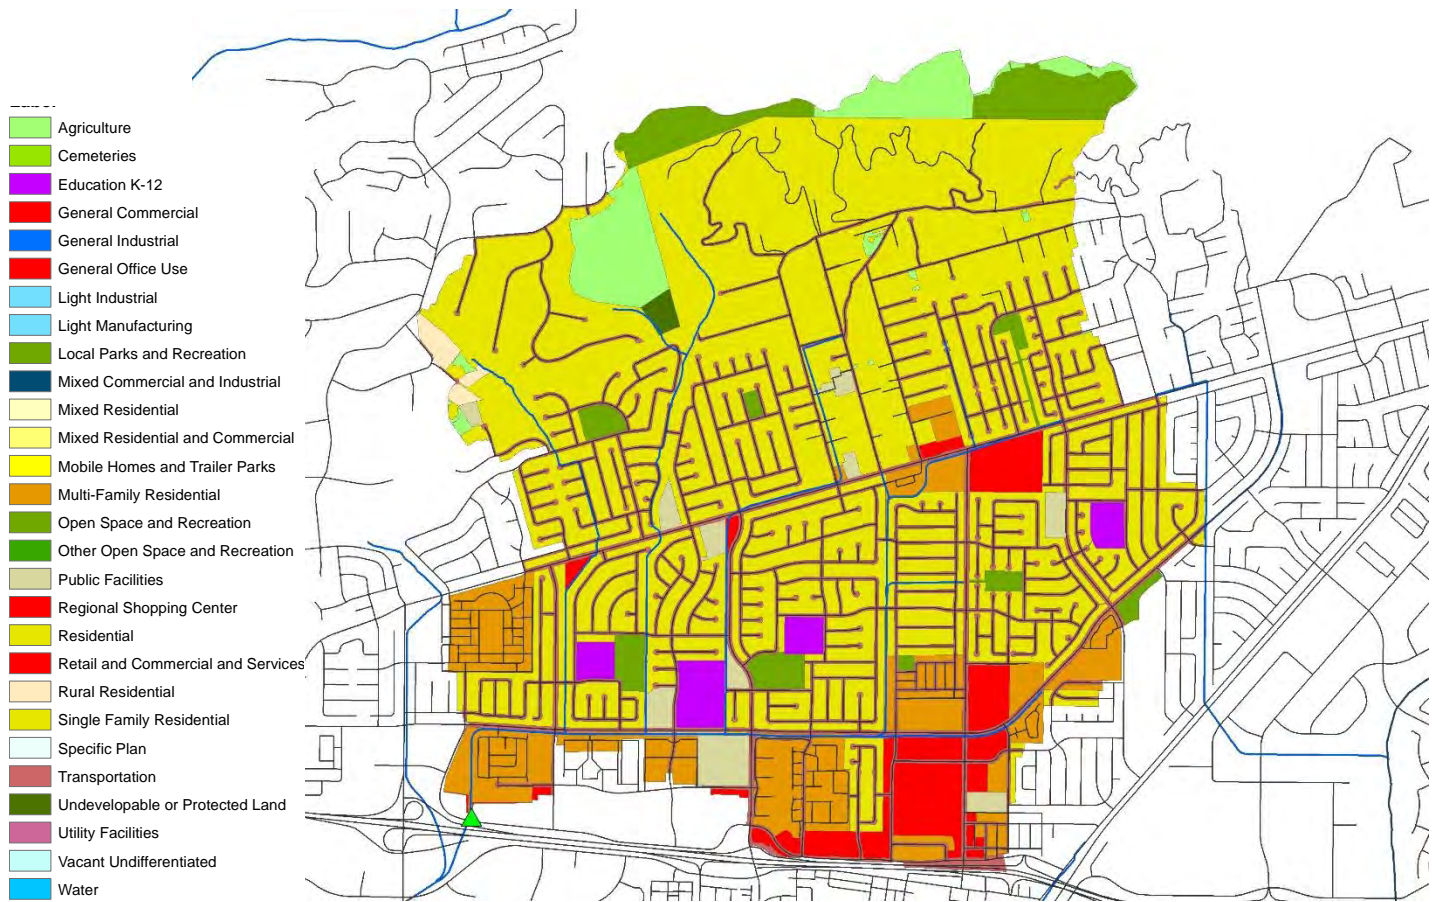 Agriculture
Cemeteries
Education K-12
General Commercial
General Industrial
General Office Use
Light Industrial
Light Manufacturing
Local Parks and Recreation
Mixed Commercial and Industrial
Mixed Residential
Mixed Residential and Commercial
Mobile Homes and Trailer Parks
Multi-Family Residential
Open Space and Recreation
Other Open Space and Recreation
Public Facilities
Regional Shopping Center
Residential
Retail and Commercial and Services
Rural Residential
Single Family Residential
Specific Plan
Transportation
Undevelopable or Protected Land
Utility Facilities
Vacant Undifferentiated
Water